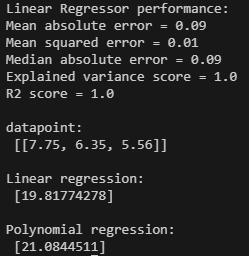 Linear Regressor performance:
Mean absolute error = 0.09
Mean squared error = 0.01
Median absolute error = 0.09
Explained variance score = 1.0
R2 score = 1.0
datapoint:
[[7.75, 6.35, 5.56]]
Linear regression:
[19.81774278]
Polynomial regression:
[21.0844511]